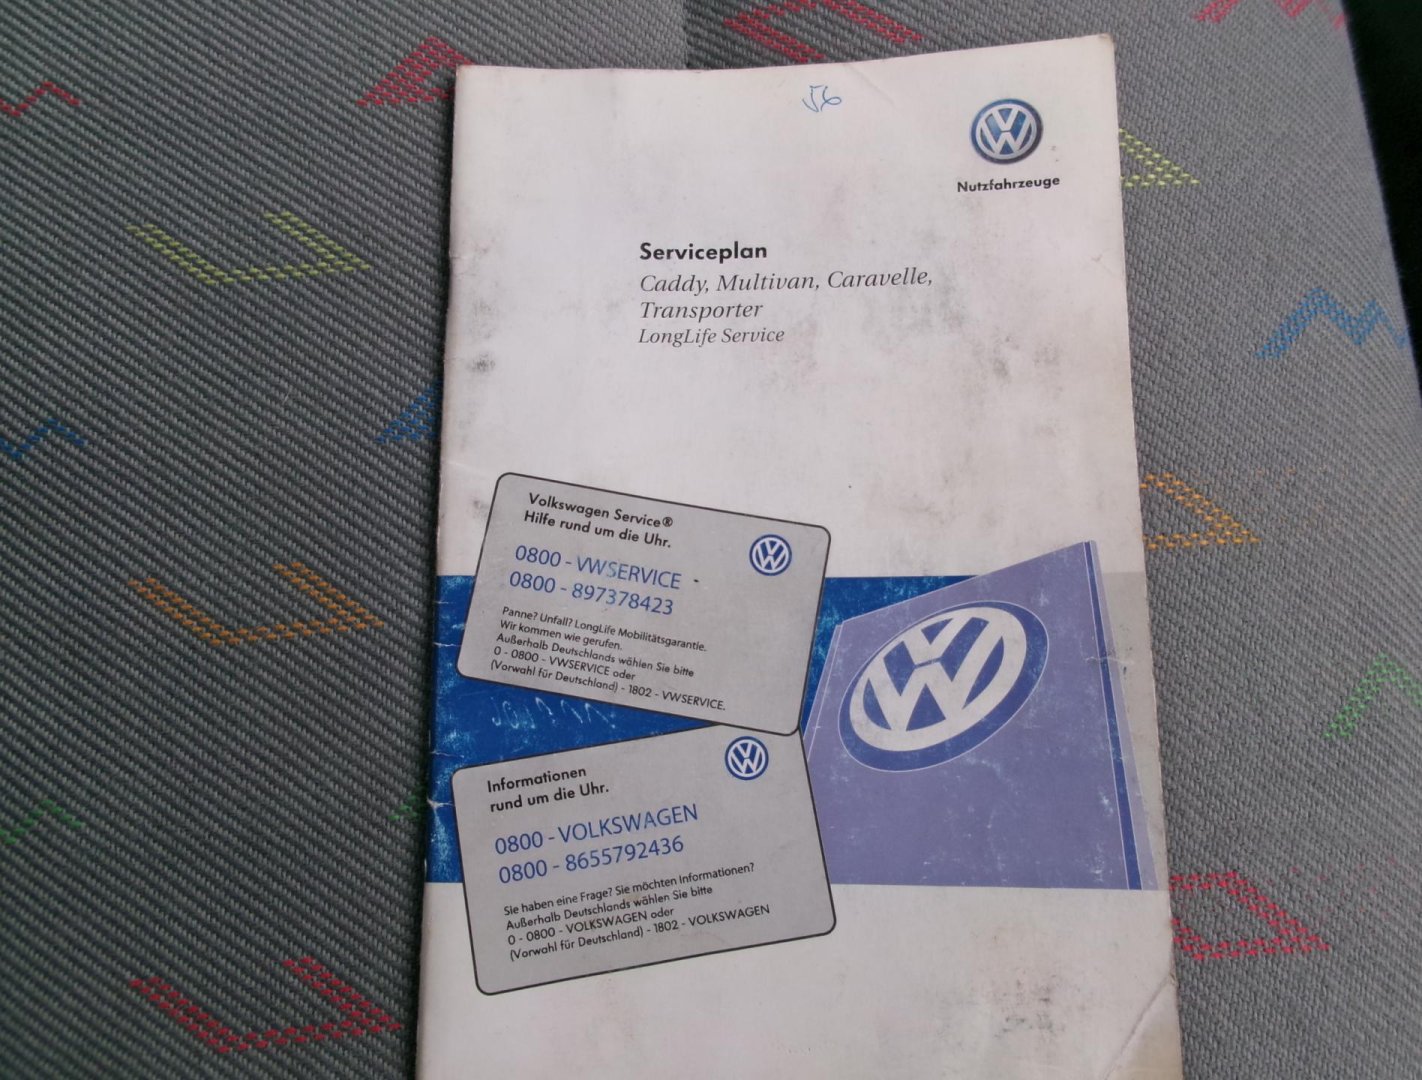 56
Nutzfahrzeuge
Serviceplan
Caddy, Multivan, Caravelle,
Transporter
LongLife Service
Volkswagen Service®
Hilfe rund um die Uhr.
0800 - VWSERVICE
0800 - 897378423
Panne? Unfall? LongLife Mobilitätsgarantie.
Wir kommen wie gerufen.
Außerhalb Deutschlands wählen Sie bitte
0 - 0800 - VWSERVICE oder
(Vorwahl für Deutschland) - 1802 - VWSERVICE.
Informationen
rund um die Uhr.
0800 - VOLKSWAGEN
0800 - 8655792436
Sie haben eine Frage? Sie möchten Informationen?
Außerhalb Deutschlands wählen Sie bitte
0 - 0800 - VOLKSWAGEN oder
(Vorwahl für Deutschland) - 1802 - VOLKSWAGEN